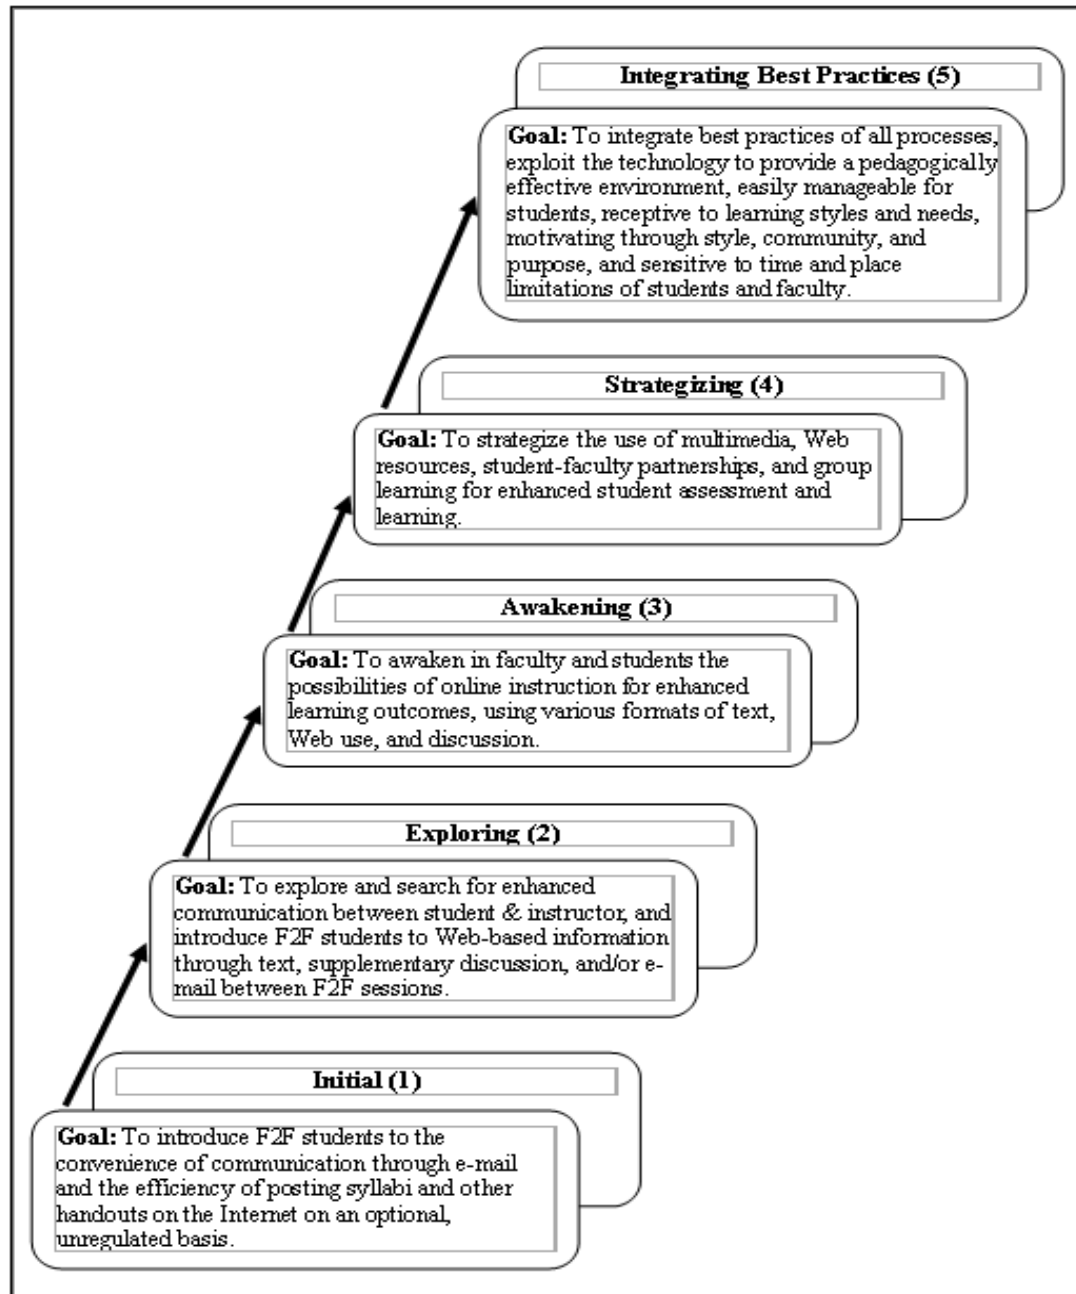 Integrating Best Practices (5)
Goal: To integrate best practices of all processes,
exploit the technology to provide a pedagogically
effective environment, easily manageable for
students, receptive to learning styles and needs,
motivating through style, community, and
purpose, and sensitive to time and place
limitations of students and faculty.
Strategizing (4)
Goal: To strategize the use of multimedia, Web
resources, student-faculty partnerships, and group
learning for enhanced student assessment and
learning.
Awakening (3)
Goal: To awaken in faculty and students the
possibilities of online instruction for enhanced
learning outcomes, using various formats of text,
Web use, and discussion.
Exploring (2)
Goal: To explore and search for enhanced
communication between student & instructor, and
introduce F2F students to Web-based information
through text, supplementary discussion, and/or e-
mail between F2F sessions.
Initial (1)
Goal: To introduce F2F students to the
convenience of communication through e-mail
and the efficiency of posting syllabi and other
handouts on the Internet on an optional,
unregulated basis.